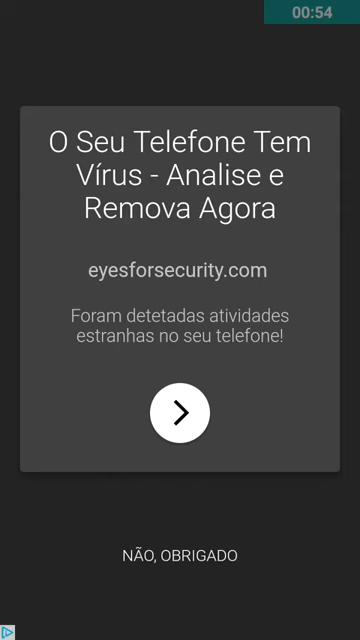 00:54
O Seu Telefone Tem
Vírus - Analise e
Remova Agora
eyesforsecurity.com
Foram detetadas atividades
estranhas no seu telefone!
NÃO, OBRIGADO